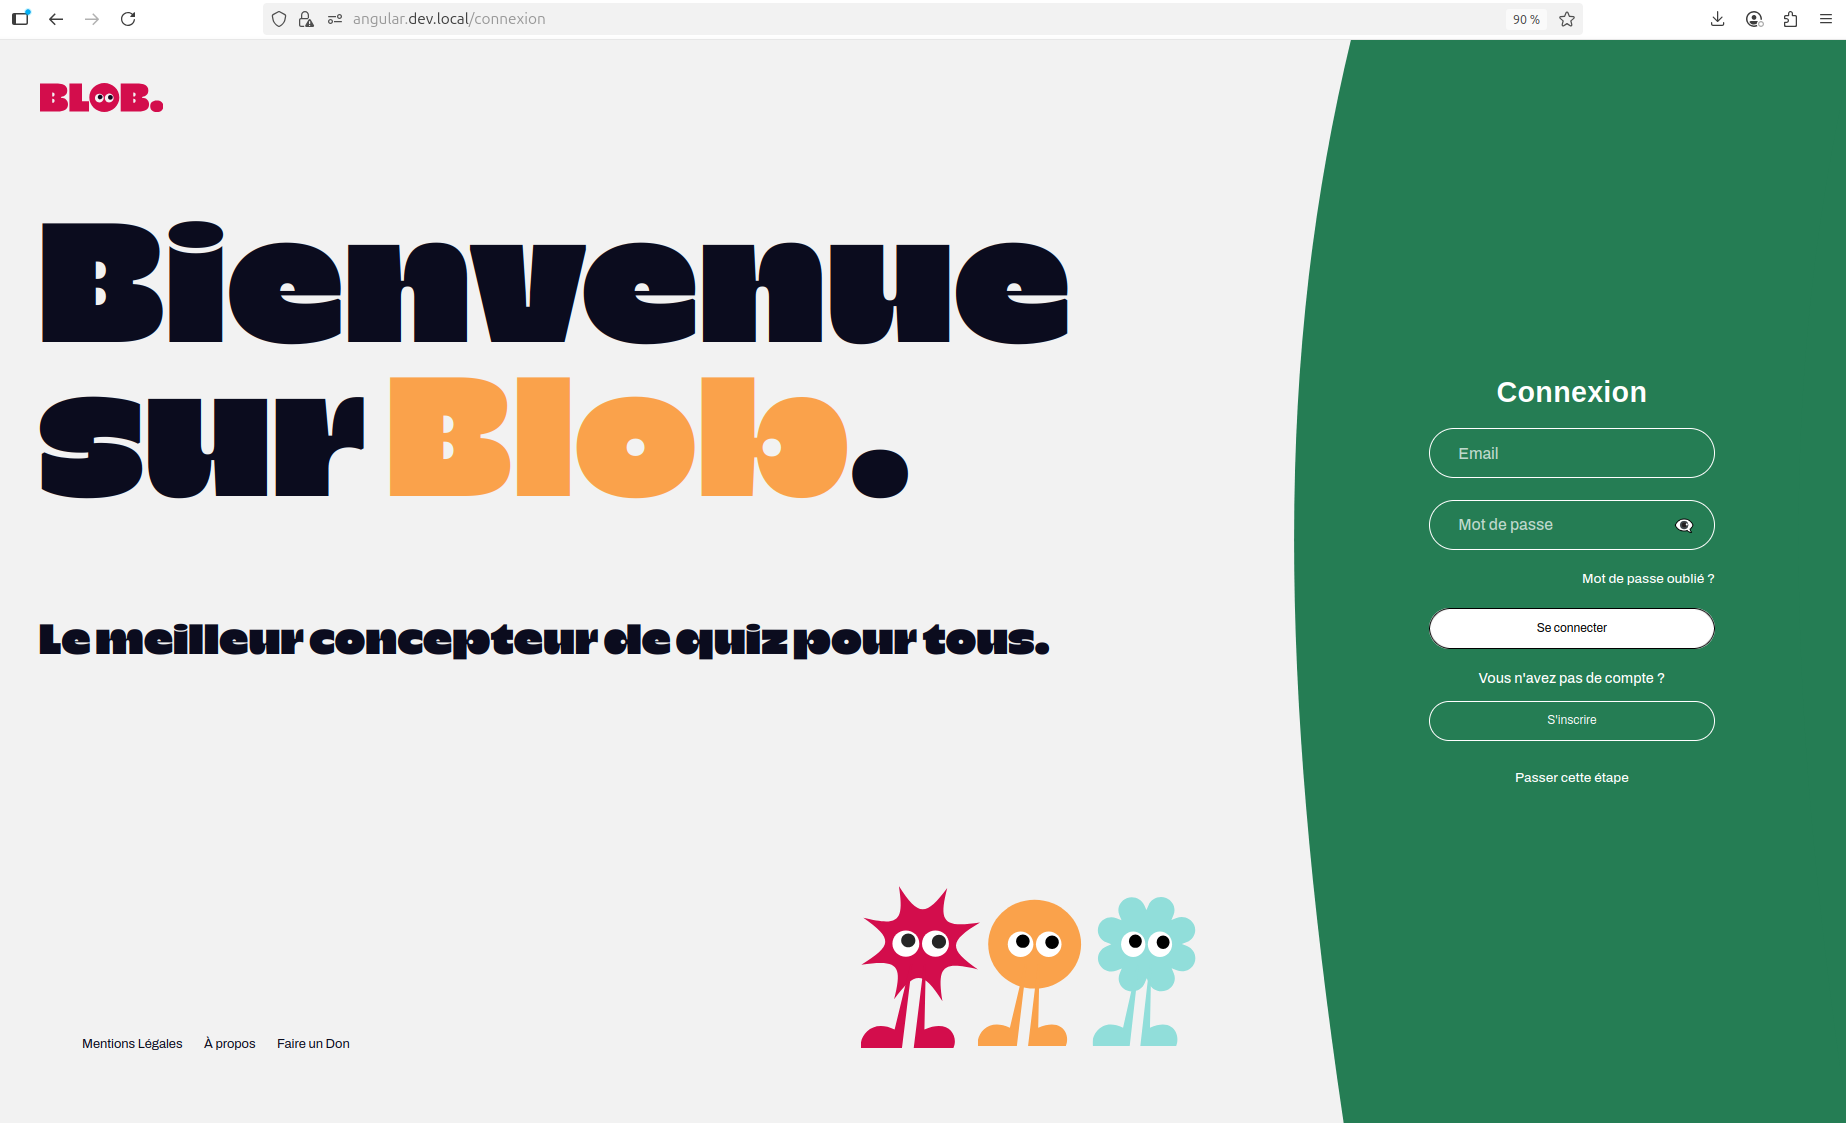 angular.dev.local/connexion
90 %
BLOB.
Bienvenue
sur Blob.
Le meilleur concepteur de quiz pour tous.
Connexion
Email
Mot de passe
Mot de passe oublié ?
Se connecter
Vous n'avez pas de compte ?
S'inscrire
Passer cette étape
Mentions Légales À propos Faire un Don